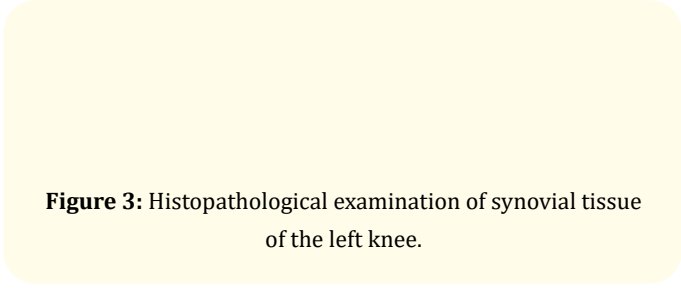 Figure 3: Histopathological examination of synovial tissue
of the left knee.